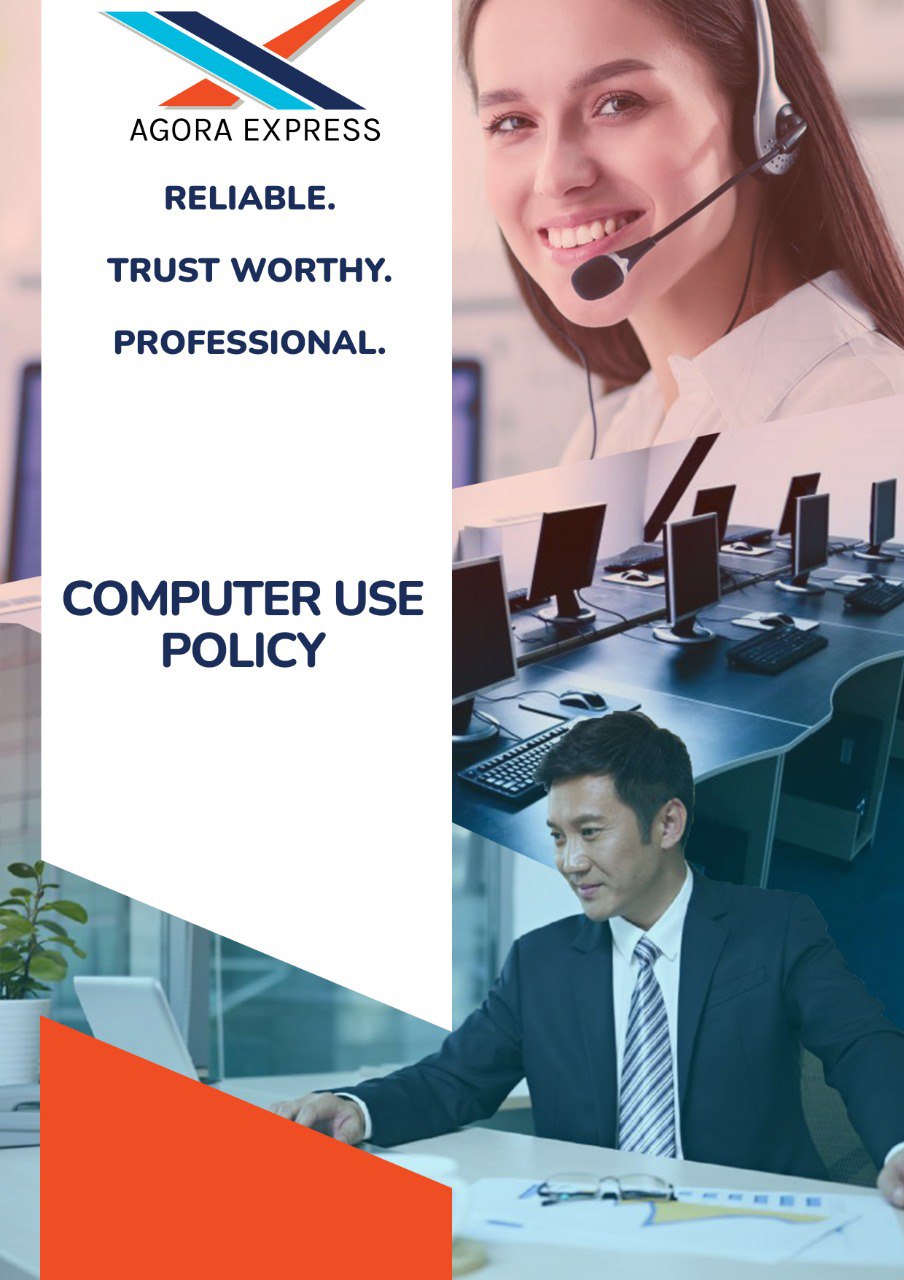 AGORA EXPRESS
RELIABLE.
TRUST WORTHY.
PROFESSIONAL.
COMPUTER USE
POLICY